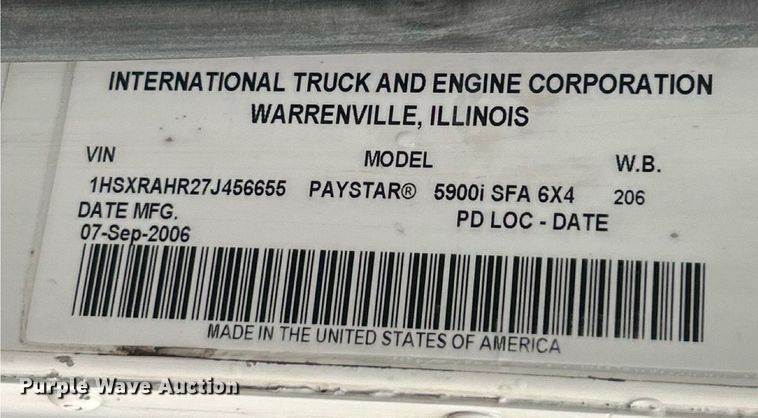 INTERNATIONAL TRUCK AND ENGINE CORPORATION
WARRENVILLE, ILLINOIS
VIN MODEL W.B.
1HSXRAHR27J456655 PAYSTAR® 5900i SFA 6X4 206
DATE MFG. PD LOC - DATE
07-Sep-2006
MADE IN THE UNITED STATES OF AMERICA
Purple Wave Auction